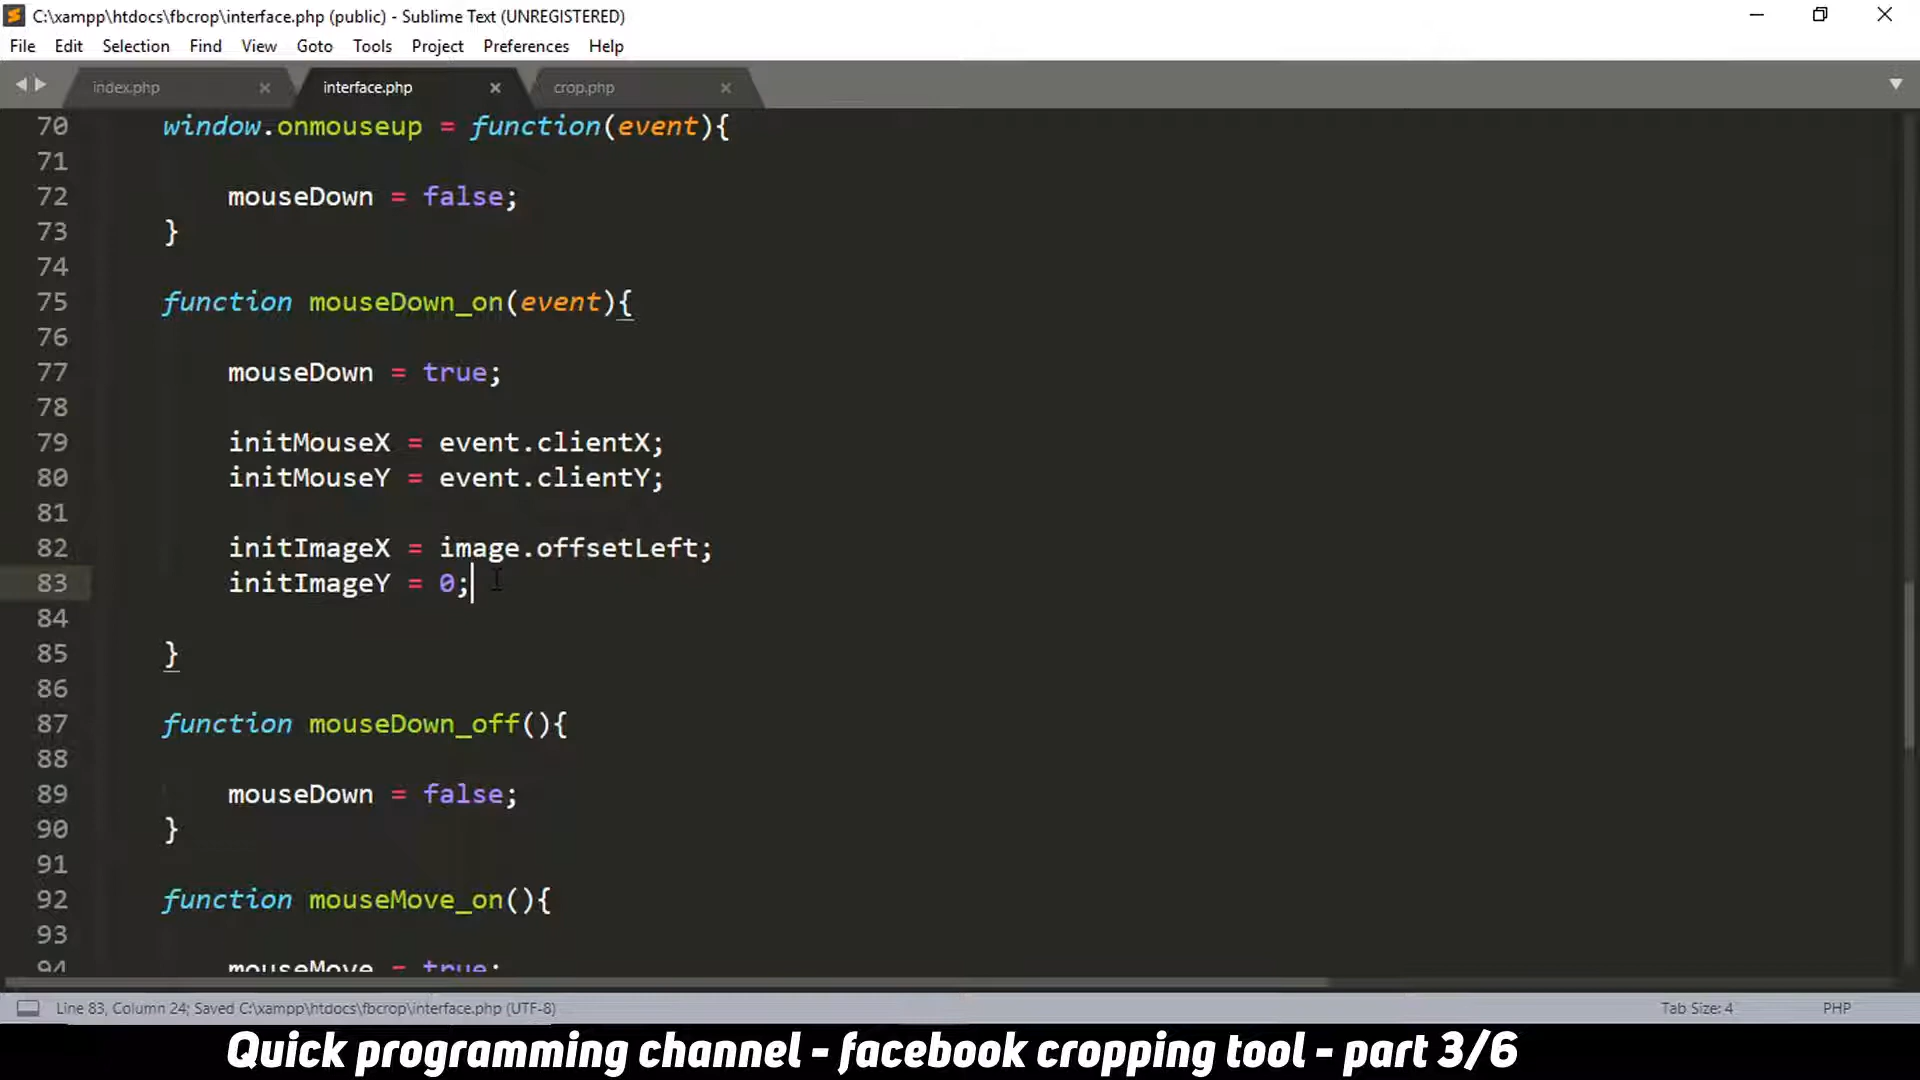 C:\xampp\htdocs\fbcrop\interface.php (public) - Sublime Text (UNREGISTERED)
File Edit Selection Find View Goto Tools Project Preferences Help
index.php interface.php crop.php
70 window.onmouseup = function(event){
71
72 mouseDown = false;
73 }
74
75 function mouseDown_on(event){
76
77 mouseDown = true;
78
79 initMouseX = event.clientX;
80 initMouseY = event.clientY;
81
82 initImageX = image.offsetLeft;
83 initImageY = 0;
84
85 }
86
87 function mouseDown_off(){
88
89 mouseDown = false;
90 }
91
92 function mouseMove_on(){
93
94 mouseMove = true;
Line 83, Column 24; Saved C:\xampp\htdocs\fbcrop\interface.php (UTF-8) Tab Size: 4 PHP
Quick programming channel - facebook cropping tool - part 3/6